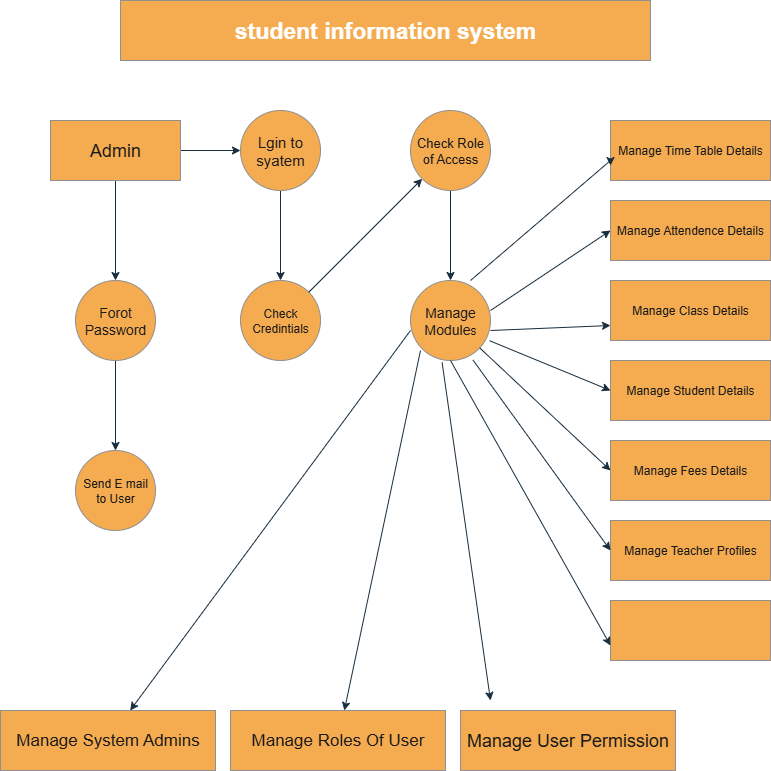 student information system
Admin
Lgin to
syatem
Check Role
of Access
Manage Time Table Details
Manage Attendence Details
Forot
Password
Check
Credintials
Manage
Modules
Manage Class Details
Manage Student Details
Manage Fees Details
Send E mail
to User
Manage Teacher Profiles
Manage System Admins
Manage Roles Of User
Manage User Permission